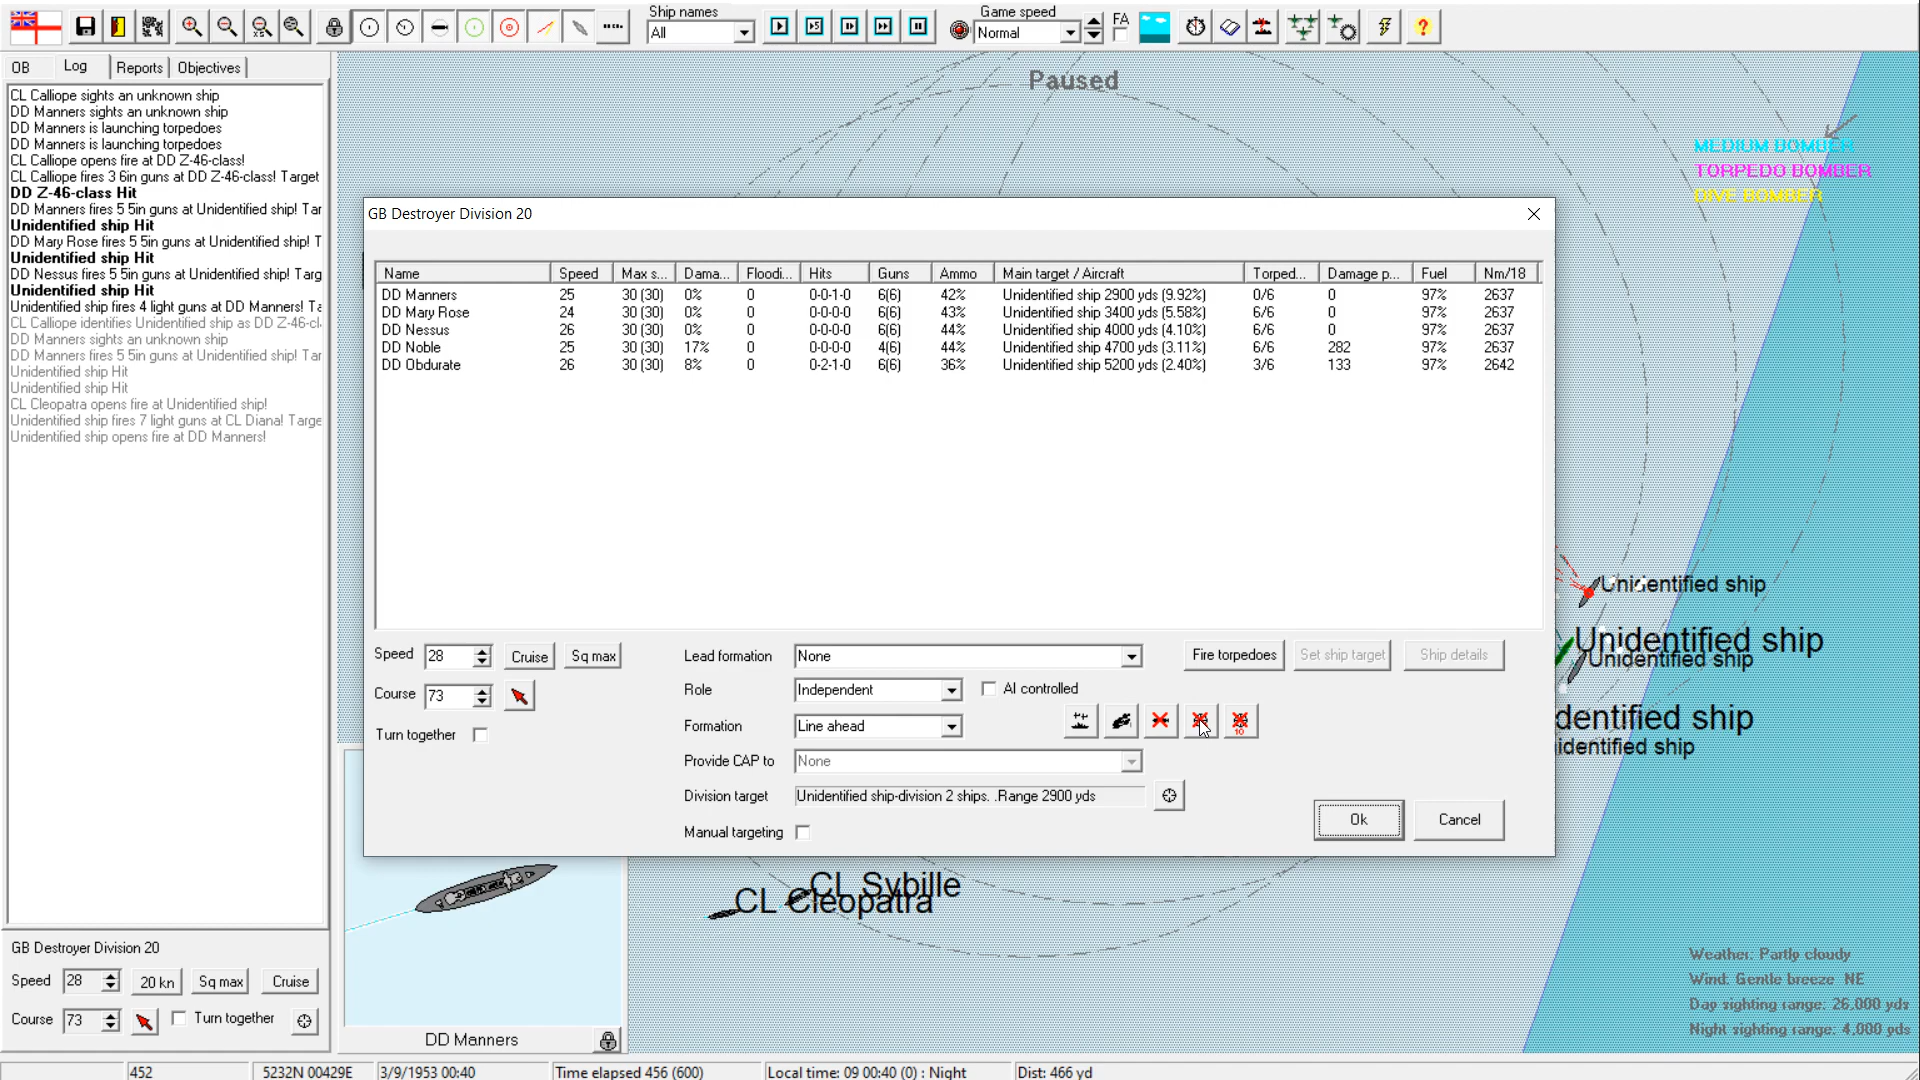 Ship names
All
Game speed
Normal
FA
OB
Log
Reports
Objectives
CL Calliope sights an unknown ship
DD Manners sights an unknown ship
DD Manners is launching torpedoes
DD Manners is launching torpedoes
CL Calliope opens fire at DD Z-46-class!
CL Calliope fires 3 6in guns at DD Z-46-class! Target
DD Z-46-class Hit
DD Manners fires 5 5in guns at Unidentified ship! Tar
Unidentified ship Hit
DD Mary Rose fires 5 5in guns at Unidentified ship! T
Unidentified ship Hit
DD Nessus fires 5 5in guns at Unidentified ship! Targ
Unidentified ship Hit
Unidentified ship fires 4 light guns at DD Manners! Ta
CL Calliope identifies Unidentified ship as DD Z-46-cl
DD Manners sights an unknown ship
DD Manners fires 5 5in guns at Unidentified ship! Tar
Unidentified ship Hit
Unidentified ship Hit
CL Cleopatra opens fire at Unidentified ship!
Unidentified ship fires 7 light guns at CL Diana! Targe
Unidentified ship opens fire at DD Manners!
Paused
MEDIUM BOMBER
TORPEDO BOMBER
DIVE BOMBER
GB Destroyer Division 20
Name Speed Max s... Dama... Floodi... Hits Guns Ammo Main target / Aircraft Torped... Damage p... Fuel Nm/18
DD Manners 25 30 (30) 0% 0 0-0-1-0 6(6) 42% Unidentified ship 2900 yds (9.92%) 0/6 0 97% 2637
DD Mary Rose 24 30 (30) 0% 0 0-0-0-0 6(6) 43% Unidentified ship 3400 yds (5.58%) 6/6 0 97% 2637
DD Nessus 26 30 (30) 0% 0 0-0-0-0 6(6) 44% Unidentified ship 4000 yds (4.10%) 6/6 0 97% 2637
DD Noble 25 30 (30) 17% 0 0-0-0-0 4(6) 44% Unidentified ship 4700 yds (3.11%) 6/6 282 97% 2637
DD Obdurate 26 30 (30) 8% 0 0-2-1-0 6(6) 36% Unidentified ship 5200 yds (2.40%) 3/6 133 97% 2642
Speed 28 Cruise Sq max
Course 73
Turn together
Lead formation None
Role Independent
AI controlled
Formation Line ahead
Provide CAP to None
Division target Unidentified ship-division 2 ships. .Range 2900 yds
Manual targeting
Fire torpedoes Set ship target Ship details
10
Ok Cancel
Unidentified ship
Unidentified ship
Unidentified ship
dentified ship
identified ship
CL Sybille
CL Cleopatra
Weather: Partly cloudy
Wind: Gentle breeze NE
Day sighting range: 26,000 yds
Night sighting range: 4,000 yds
GB Destroyer Division 20
Speed 28 20 kn Sq max Cruise
Course 73 Turn together
DD Manners
452
5232N 00429E
3/9/1953 00:40
Time elapsed 456 (600)
Local time: 09 00:40 (0) : Night
Dist: 466 yd